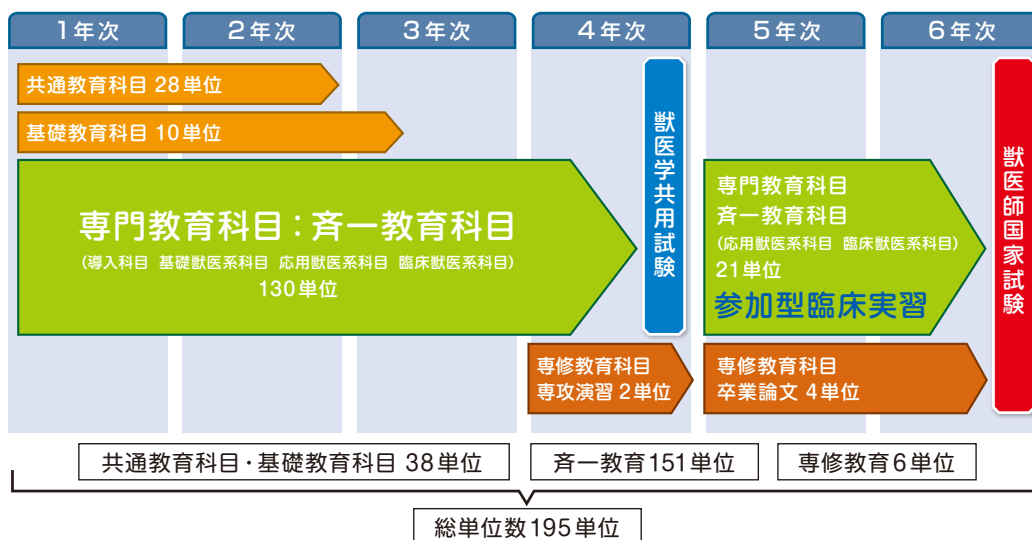 1年次
2年次
3年次
4年次
5年次
6年次
共通教育科目 28単位
基礎教育科目 10単位
専門教育科目：斉一教育科目
(導入科目 基礎獣医系科目 応用獣医系科目 臨床獣医系科目)
130単位
獣医学共用試験
専門教育科目
斉一教育科目
(応用獣医系科目 臨床獣医系科目)
21単位
参加型臨床実習
獣医師国家試験
専修教育科目
専攻演習 2単位
専修教育科目
卒業論文 4単位
共通教育科目・基礎教育科目 38単位
斉一教育151単位
専修教育6単位
総単位数195単位